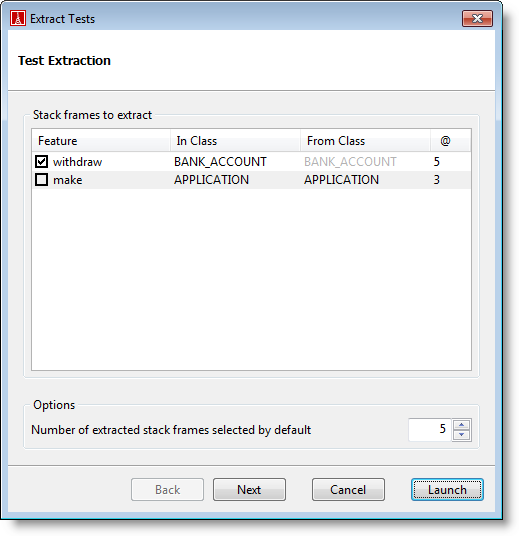 Extract Tests
Test Extraction
Stack frames to extract
Feature In Class From Class @
withdraw BANK_ACCOUNT BANK_ACCOUNT 5
make APPLICATION APPLICATION 3
Options
Number of extracted stack frames selected by default 5
Back Next Cancel Launch